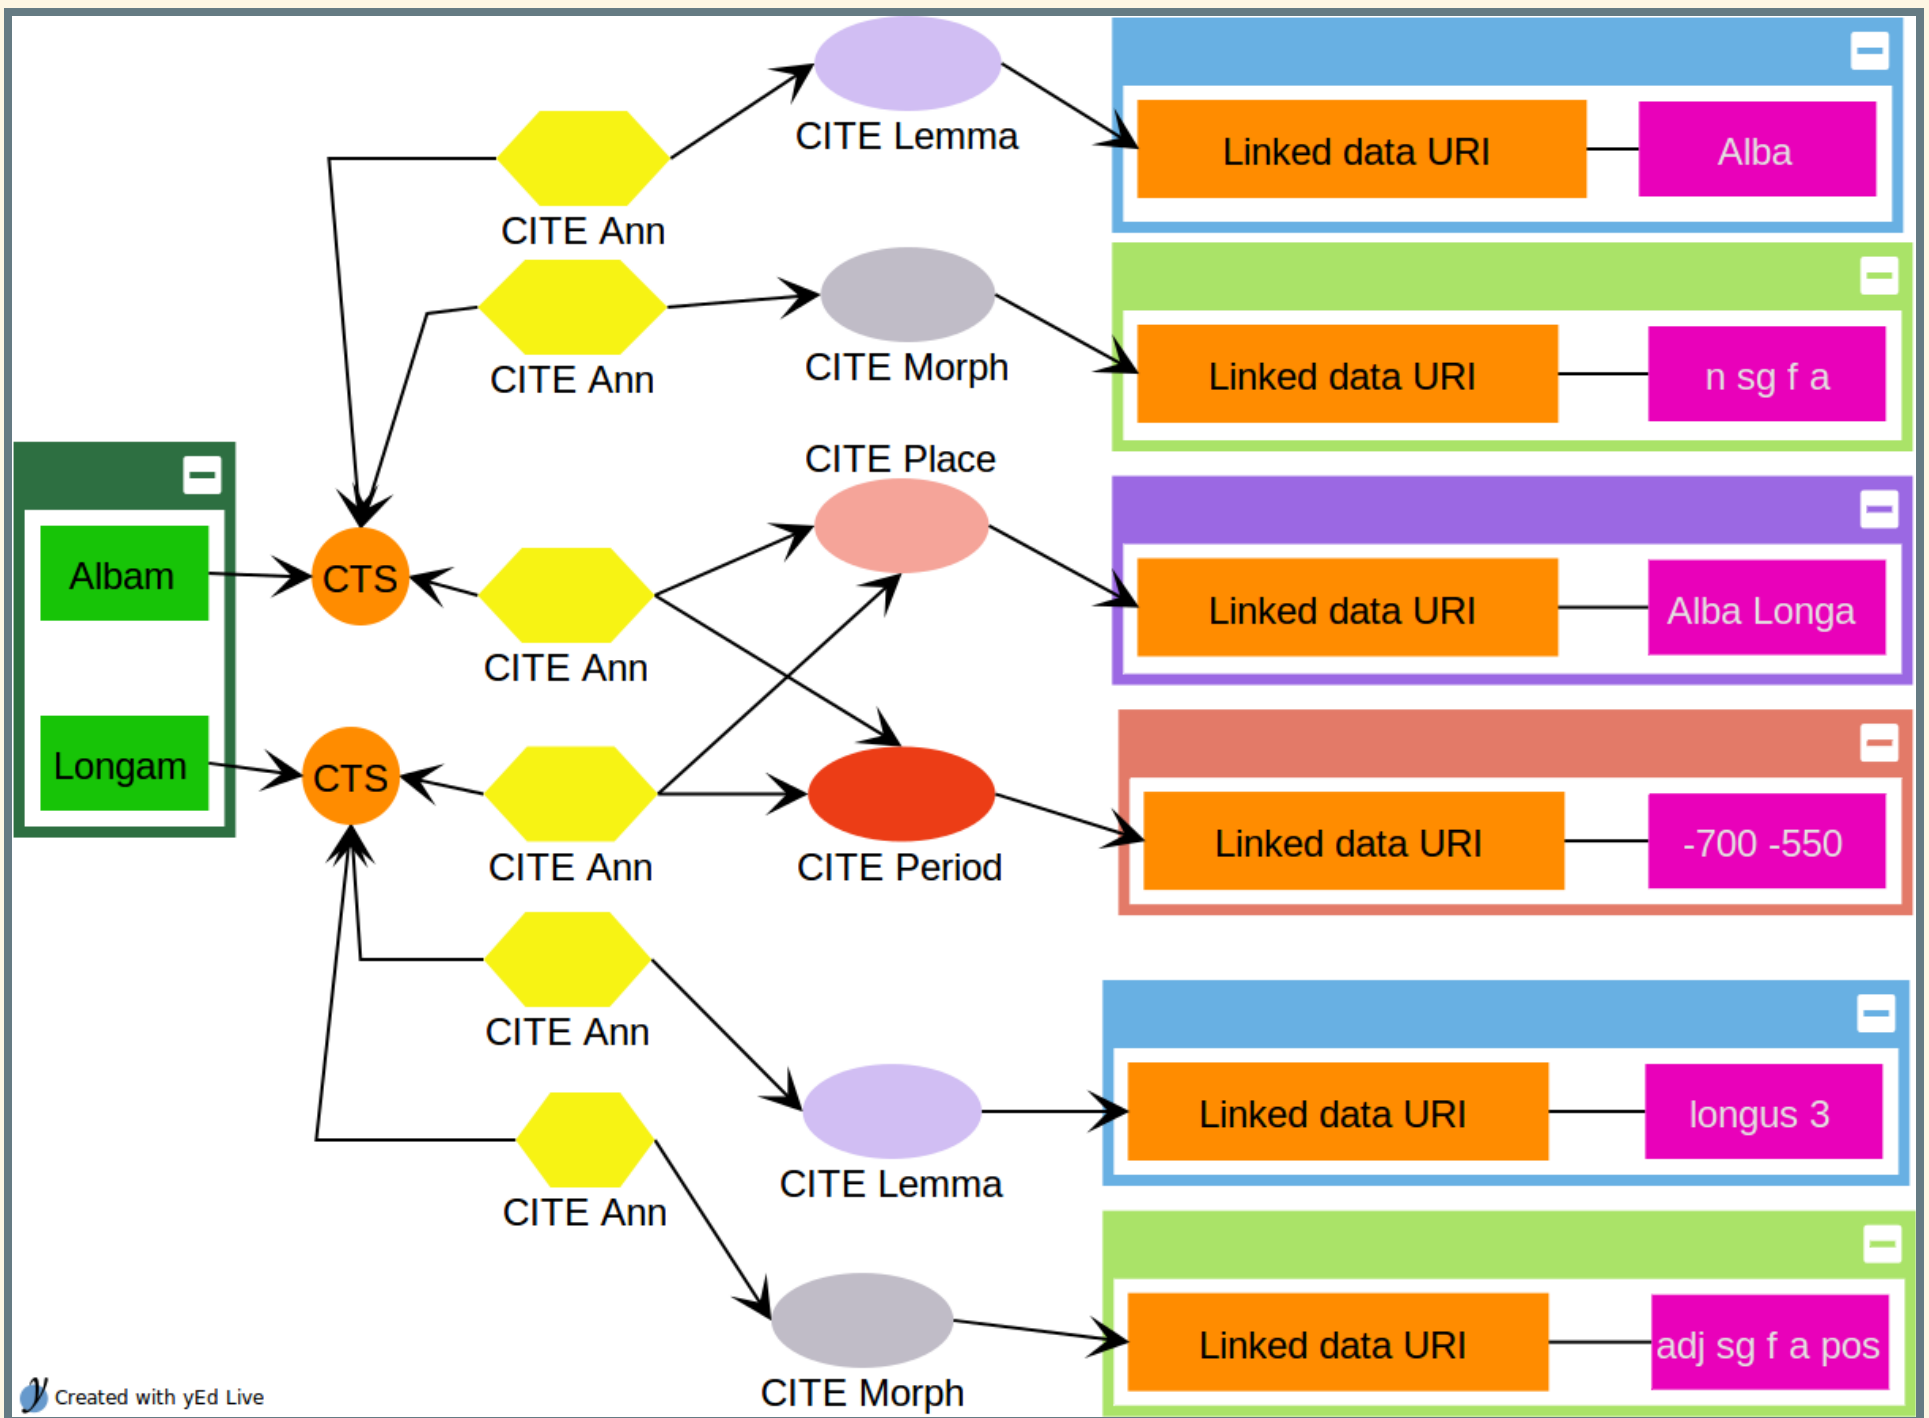 CITE Lemma
Linked data URI
Alba
CITE Ann
CITE Morph
Linked data URI
n sg f a
CITE Ann
CITE Place
Linked data URI
Alba Longa
Albam
CTS
CITE Ann
Longam
CTS
CITE Ann
CITE Period
Linked data URI
-700 -550
CITE Ann
CITE Lemma
Linked data URI
longus 3
CITE Ann
CITE Morph
Linked data URI
adj sg f a pos
y Created with yEd Live